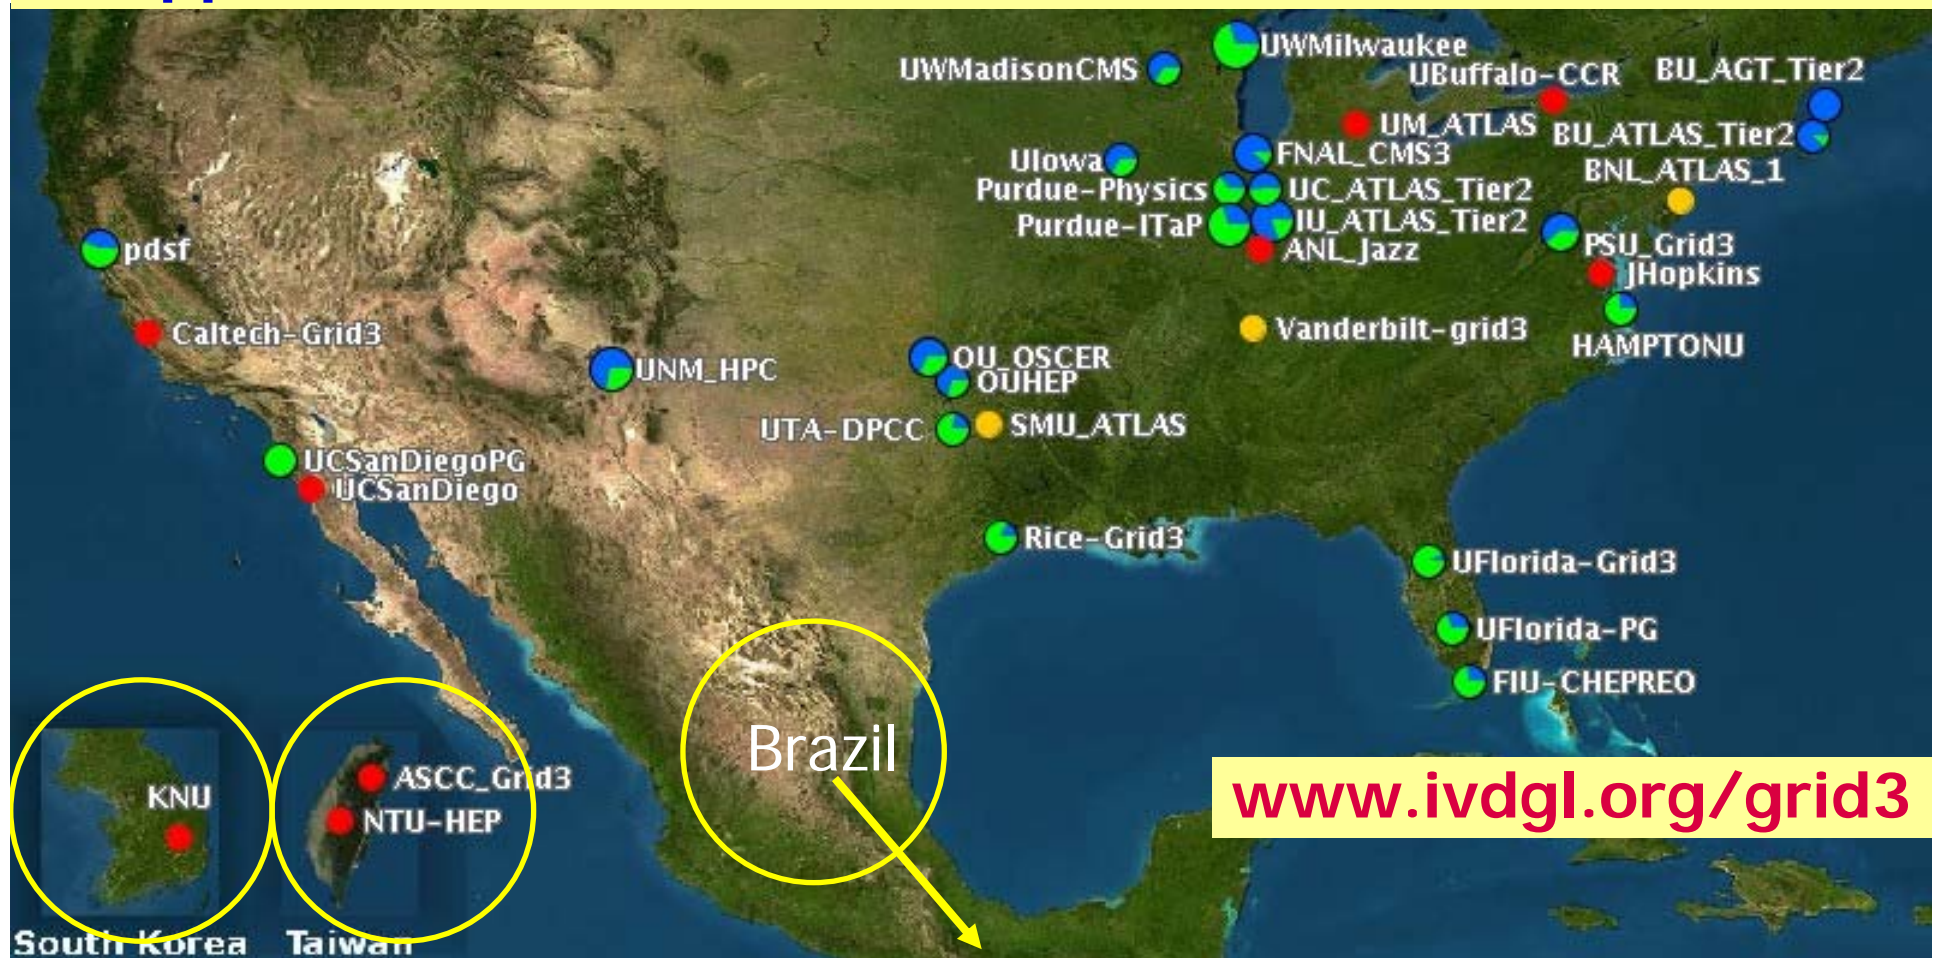 UWMilwaukee
UWMadisonCMS
UBuffalo-CCR
BU_AGT_Tier2
UM_ATLAS
BU_ATLAS_Tier2
UIowa
FNAL_CMS3
BNL_ATLAS_1
Purdue-Physics
UC_ATLAS_Tier2
Purdue-ITaP
IU_ATLAS_Tier2
PSU_Grid3
pdsf
ANL_Jazz
JHopkins
Caltech-Grid3
Vanderbilt-grid3
HAMPTONU
OU_OSCER
UNM_HPC
OUHEP
UTA-DPCC
SMU_ATLAS
UCSanDiegoPG
UCSanDiego
Rice-Grid3
UFlorida-Grid3
UFlorida-PG
FIU-CHEPREO
Brazil
KNU
ASCC_Grid3
www.ivdgl.org/grid3
NTU-HEP
South Korea
Taiwan